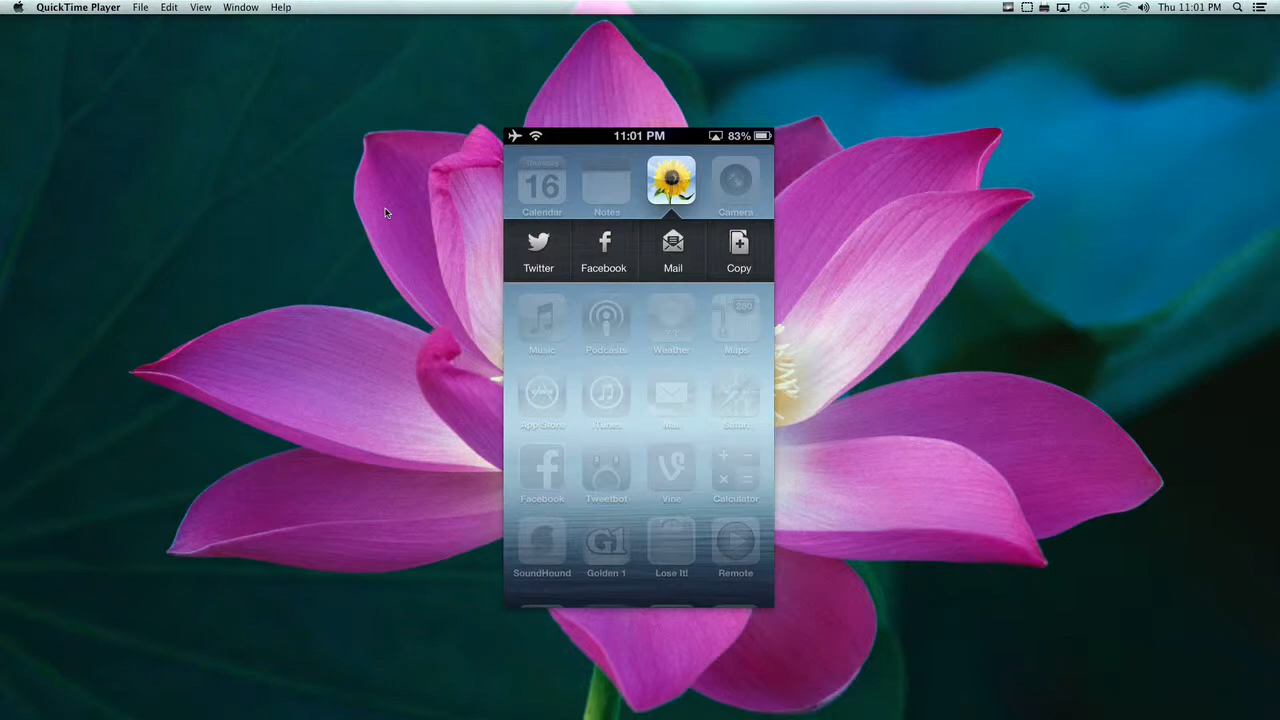 QuickTime Player File Edit View Window Help Thu 11:01 PM
11:01 PM 83%
Thursday
16
Calendar Notes Camera
Twitter Facebook Mail Copy
280
Music Podcasts Weather Maps
App Store iTunes Mail Safari
Facebook Tweetbot Vine Calculator
G1
SoundHound Golden 1 Lose It! Remote